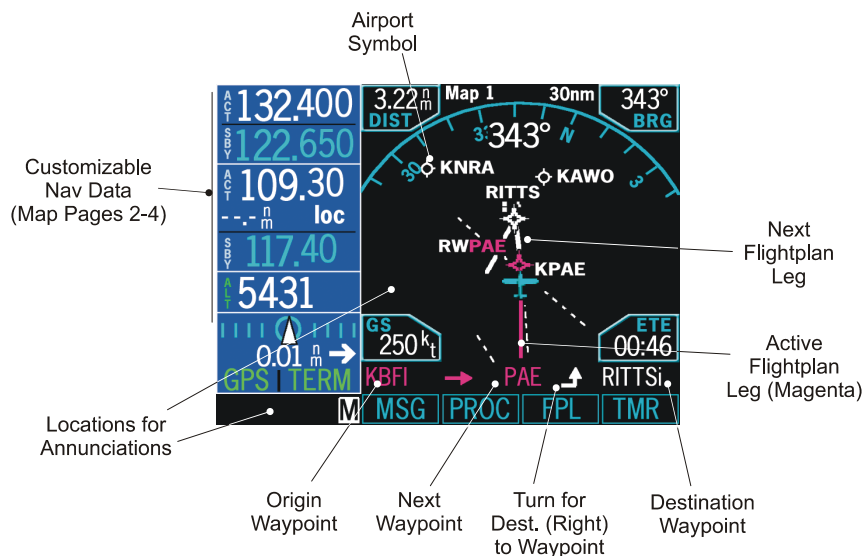 Airport
Symbol
ACT 132.400
SBY 122.650
ACT 109.30
--.- nm loc
SBY 117.40
ALT 5431
0.01 nm
GPS TERM
3.22 nm
DIST
Map 1
30nm
343°
BRG
33
343°
N
30
3
KNRA
KAWO
RITTS
RWPAE
KPAE
GS
250 kt
ETE
00:46
KBFI → PAE RITTSi
M MSG PROC FPL TMR
Customizable
Nav Data
(Map Pages 2-4)
Next
Flightplan
Leg
Active
Flightplan
Leg (Magenta)
Locations for
Annunciations
Origin
Waypoint
Next
Waypoint
Turn for
Dest. (Right)
to Waypoint
Destination
Waypoint